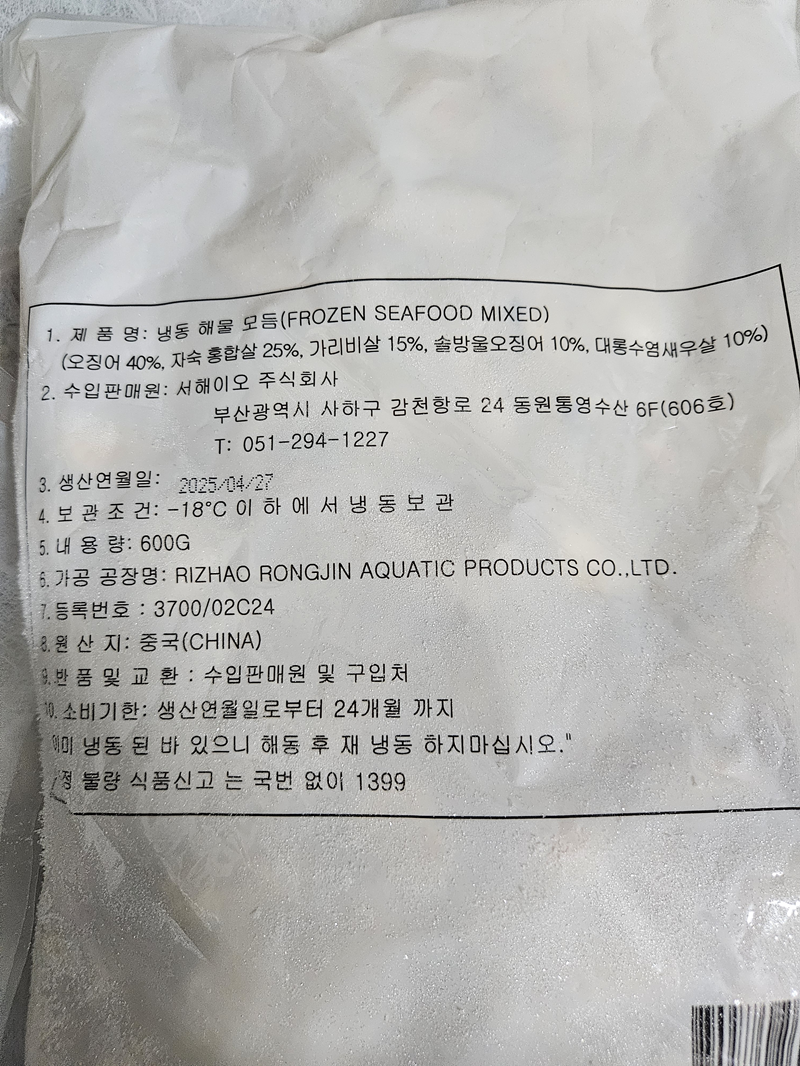 1. 제 품 명: 냉동 해물 모듬(FROZEN SEAFOOD MIXED)
(오징어 40%, 자숙 홍합살 25%, 가리비살 15%, 솔방울오징어 10%, 대롱수염새우살 10%)
2. 수입판매원: 서해이오 주식회사
부산광역시 사하구 감천항로 24 동원통영수산 6F(606호)
T: 051-294-1227
3. 생산연월일: 2025/04/27
4. 보 관 조 건: -18°C 이 하 에 서 냉 동 보 관
5. 내 용 량: 600G
6. 가공 공장명: RIZHAO RONGJIN AQUATIC PRODUCTS CO.,LTD.
7. 등록번호 : 3700/02C24
8. 원 산 지: 중국(CHINA)
9. 반 품 및 교 환 : 수입판매원 및 구입처
10. 소비기한: 생산연월일로부터 24개월 까지
이미 냉동 된 바 있으니 해동 후 재 냉동 하지마십시오."
불량 식품신고 는 국번 없이 1399